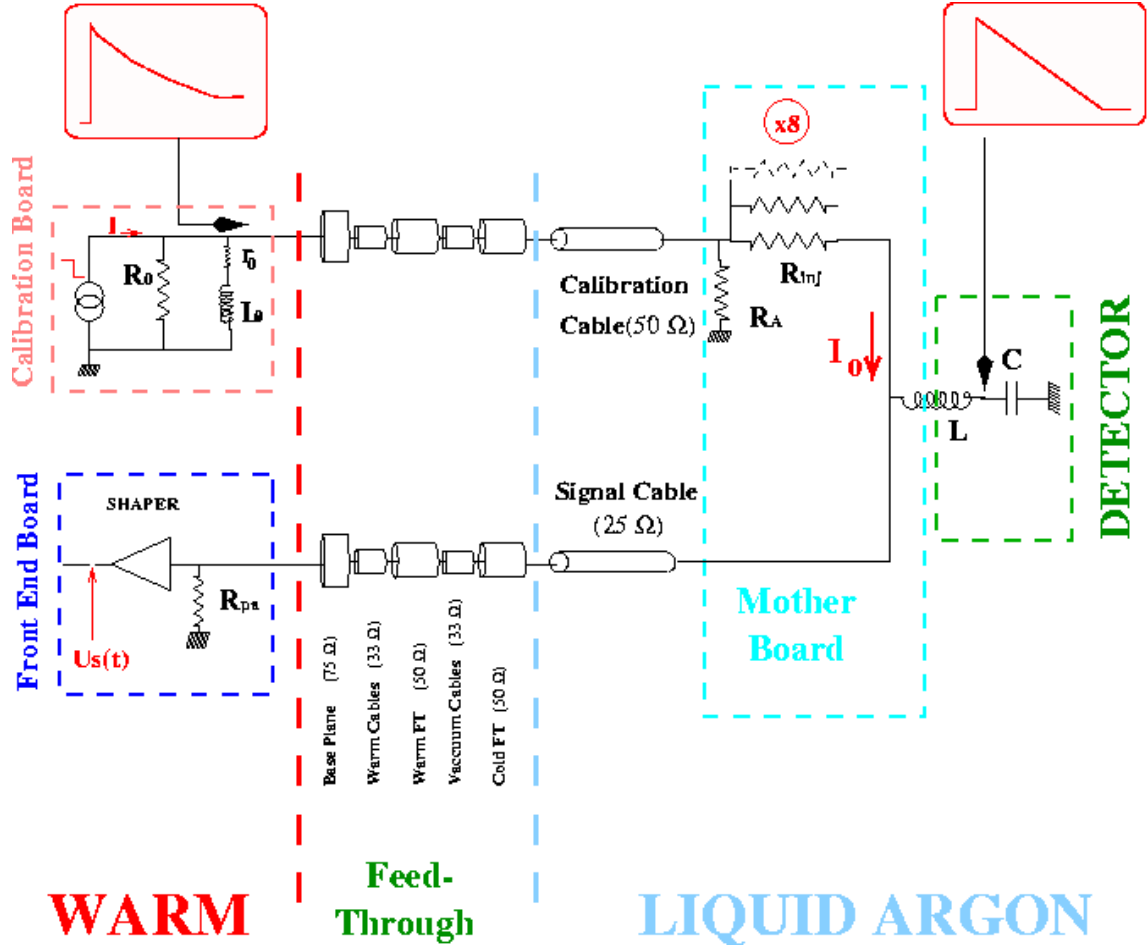 x8
Calibration Board
I
R0
r0
L0
Calibration
Cable(50 Ω)
Rinj
RA
I0
C
L
DETECTOR
Front End Board
SHAPER
Rpa
Us(t)
Signal Cable
(25 Ω)
Mother
Board
Base Plane (75 Ω)
Warm Cables (33 Ω)
Warm FT (50 Ω)
Vaccuum Cables (33 Ω)
Cold FT (50 Ω)
WARM
Feed-
Through
LIQUID ARGON